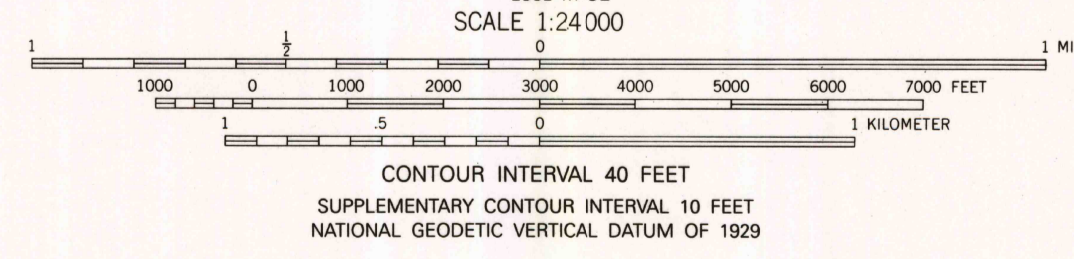 SCALE 1:24 000
1 1/2 0 1 MI
1000 0 1000 2000 3000 4000 5000 6000 7000 FEET
1 .5 0 1 KILOMETER
CONTOUR INTERVAL 40 FEET
SUPPLEMENTARY CONTOUR INTERVAL 10 FEET
NATIONAL GEODETIC VERTICAL DATUM OF 1929